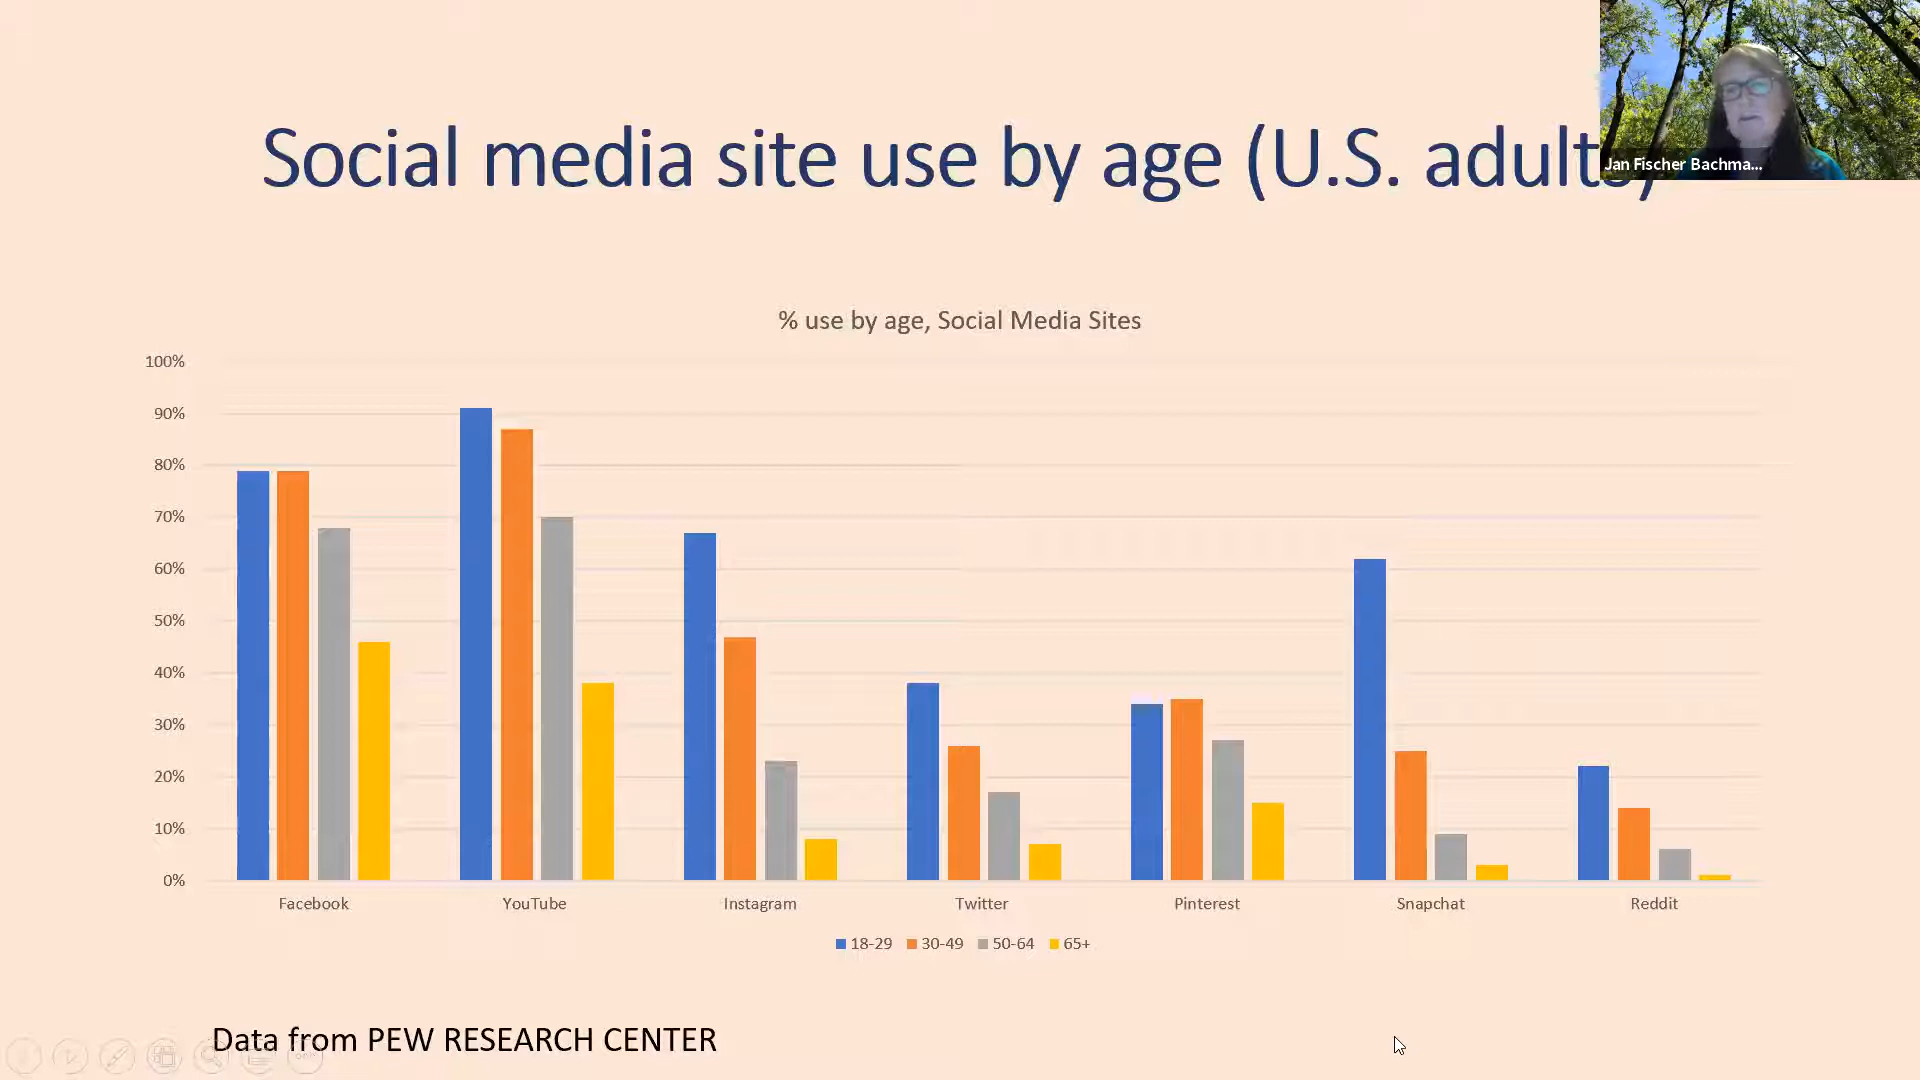 Social media site use by age (U.S. adults)
Jan Fischer Bachma...
% use by age, Social Media Sites
100%
90%
80%
70%
60%
50%
40%
30%
20%
10%
0%
Facebook YouTube Instagram Twitter Pinterest Snapchat Reddit
18-29 30-49 50-64 65+
Data from PEW RESEARCH CENTER